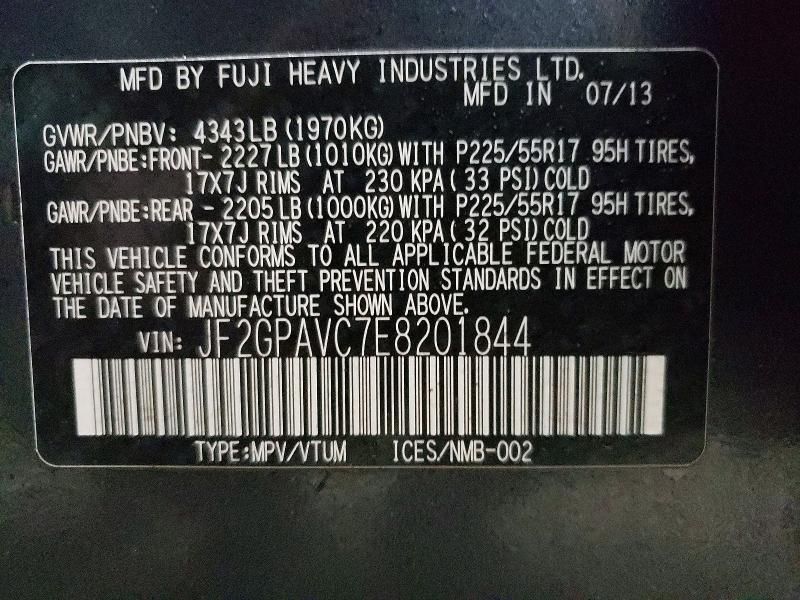 MFD BY FUJI HEAVY INDUSTRIES LTD.
MFD IN 07/13
GVWR/PNBV: 4343LB (1970KG)
GAWR/PNBE:FRONT- 2227LB (1010KG) WITH P225/55R17 95H TIRES,
17X7J RIMS AT 230 KPA ( 33 PSI) COLD
GAWR/PNBE:REAR - 2205LB (1000KG) WITH P225/55R17 95H TIRES,
17X7J RIMS AT 220 KPA ( 32 PSI) COLD
THIS VEHICLE CONFORMS TO ALL APPLICABLE FEDERAL MOTOR
VEHICLE SAFETY AND THEFT PREVENTION STANDARDS IN EFFECT ON
THE DATE OF MANUFACTURE SHOWN ABOVE.
VIN: JF2GPAVC7E8201844
TYPE:MPV/VTUM ICES/NMB-002